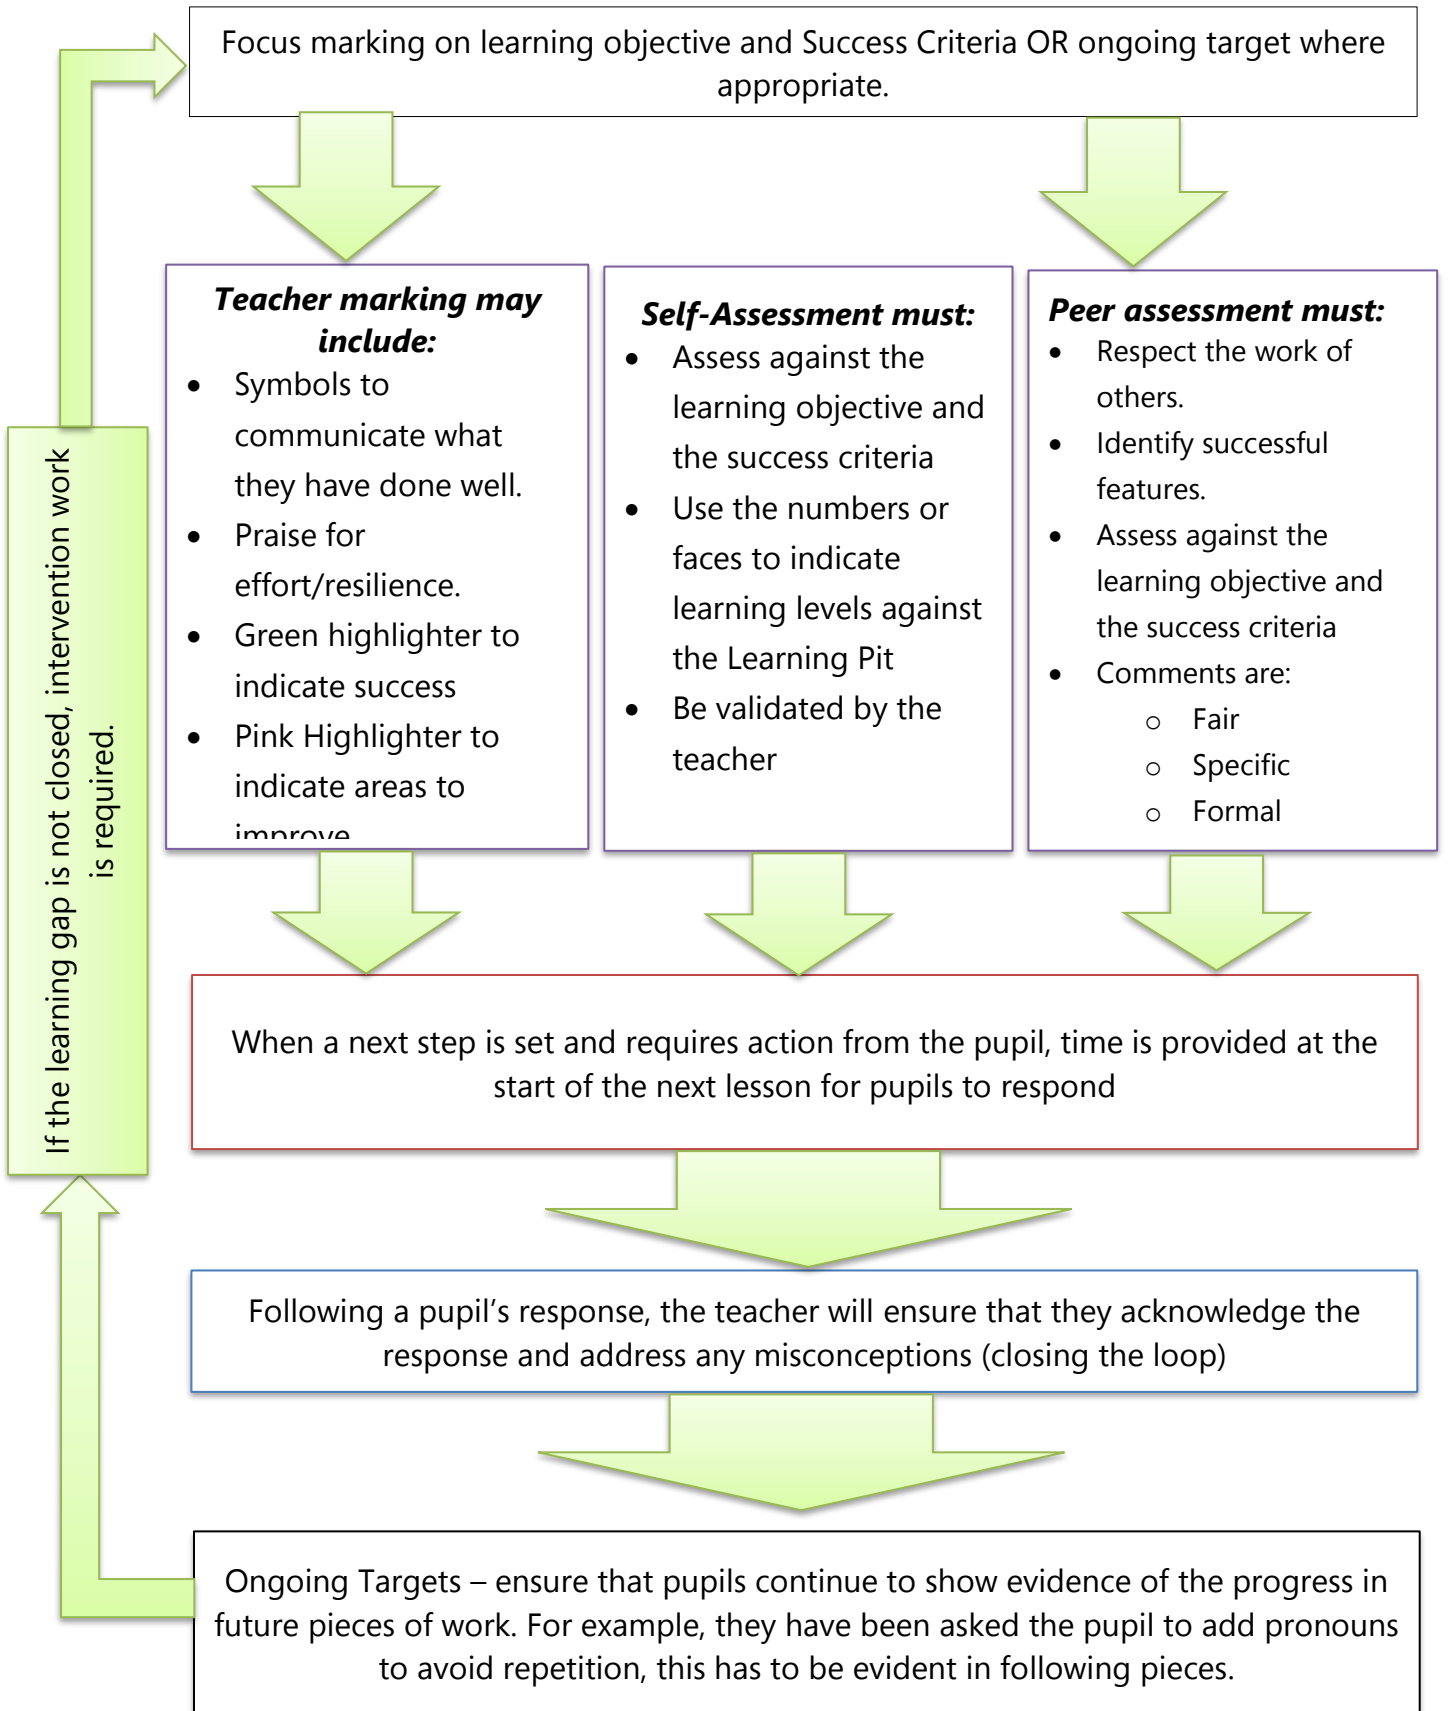 Focus marking on learning objective and Success Criteria OR ongoing target where
appropriate.
Teacher marking may
include:
• Symbols to
communicate what
they have done well.
• Praise for
effort/resilience.
• Green highlighter to
indicate success
• Pink Highlighter to
indicate areas to
improve
Self-Assessment must:
• Assess against the
learning objective and
the success criteria
• Use the numbers or
faces to indicate
learning levels against
the Learning Pit
• Be validated by the
teacher
Peer assessment must:
• Respect the work of
others.
• Identify successful
features.
• Assess against the
learning objective and
the success criteria
• Comments are:
o Fair
o Specific
o Formal
When a next step is set and requires action from the pupil, time is provided at the
start of the next lesson for pupils to respond
Following a pupil’s response, the teacher will ensure that they acknowledge the
response and address any misconceptions (closing the loop)
Ongoing Targets – ensure that pupils continue to show evidence of the progress in
future pieces of work. For example, they have been asked the pupil to add pronouns
to avoid repetition, this has to be evident in following pieces.
If the learning gap is not closed, intervention work
is required.